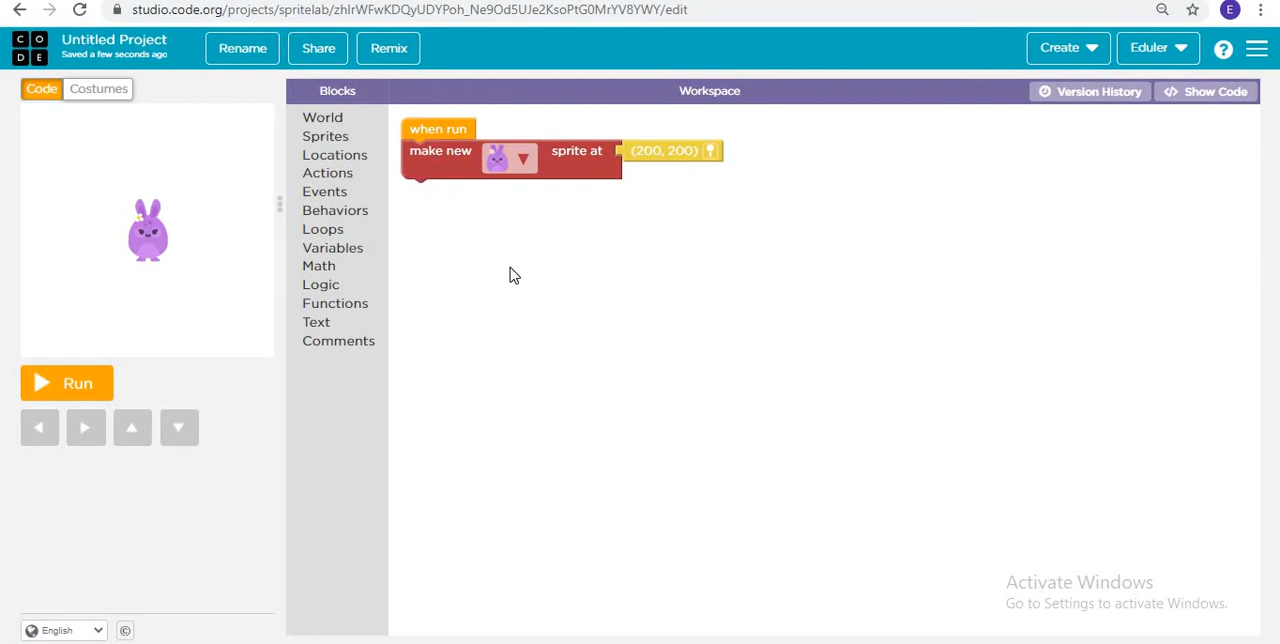 studio.code.org/projects/spritelab/zhIrWFwKDQyUDYPoh_Ne9Od5UJe2KsoPtG0MrYV8YWY/edit
E
C O
D E
Untitled Project
Saved a few seconds ago
Rename
Share
Remix
Create
Eduler
?
Code
Costumes
Blocks
Workspace
Version History
</> Show Code
World
Sprites
Locations
Actions
Events
Behaviors
Loops
Variables
Math
Logic
Functions
Text
Comments
when run
make new sprite at (200, 200)
Run
Activate Windows
Go to Settings to activate Windows.
English
©